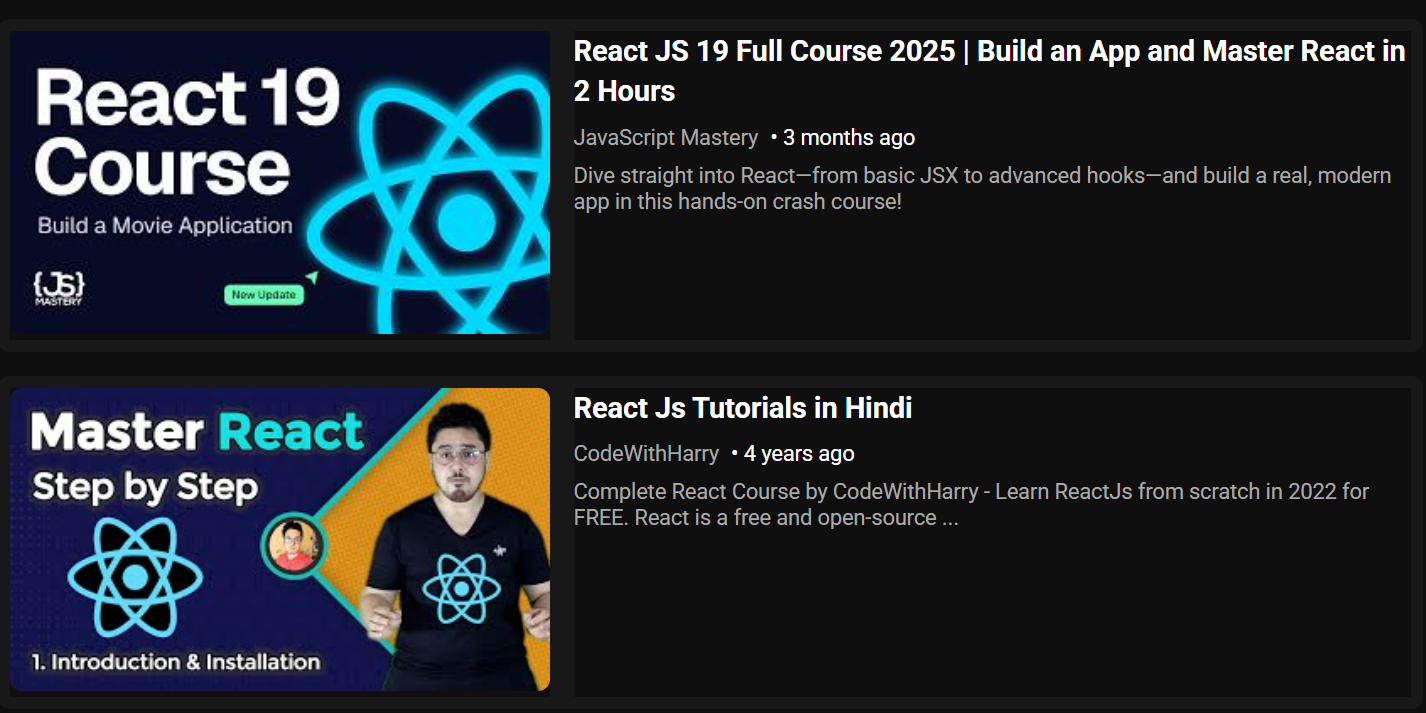 React 19
Course
Build a Movie Application
{JS}
MASTERY
New Update
React JS 19 Full Course 2025 | Build an App and Master React in
2 Hours
JavaScript Mastery • 3 months ago
Dive straight into React—from basic JSX to advanced hooks—and build a real, modern
app in this hands-on crash course!
Master React
Step by Step
1. Introduction & Installation
React Js Tutorials in Hindi
CodeWithHarry • 4 years ago
Complete React Course by CodeWithHarry - Learn ReactJs from scratch in 2022 for
FREE. React is a free and open-source ...